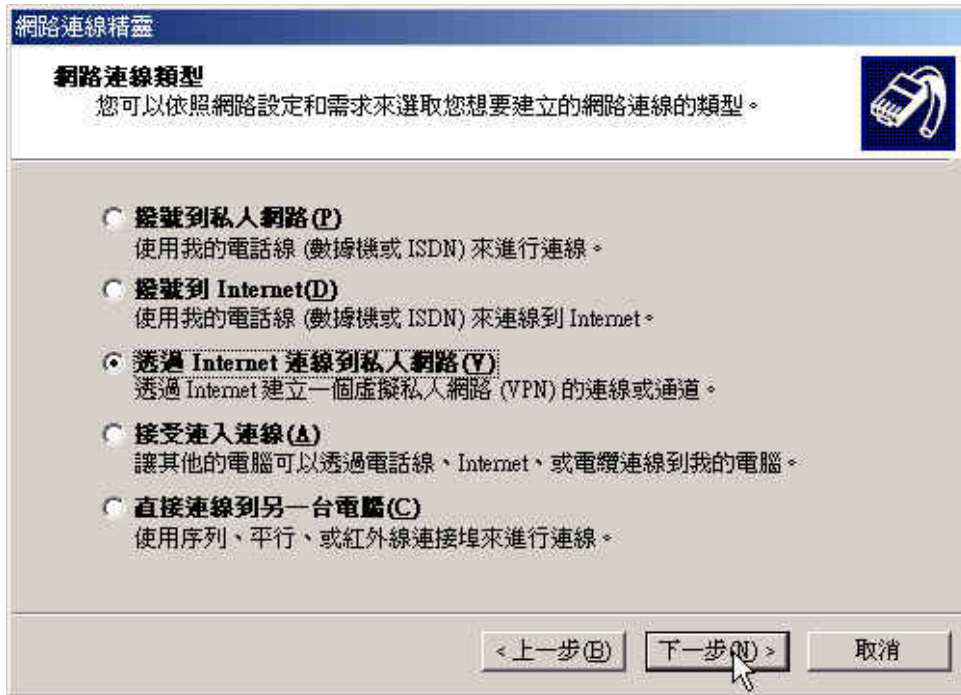 網路連線精靈
網路連線類型
您可以依照網路設定和需求來選取您想要建立的網路連線的類型。
撥號到私人網路(P)
使用我的電話線 (數據機或 ISDN) 來進行連線。
撥號到 Internet(D)
使用我的電話線 (數據機或 ISDN) 來連線到 Internet。
透過 Internet 連線到私人網路(V)
透過 Internet 建立一個虛擬私人網路 (VPN) 的連線或通道。
接受連入連線(A)
讓其他的電腦可以透過電話線、Internet、或電纜連線到我的電腦。
直接連線到另一台電腦(C)
使用序列、平行、或紅外線連接埠來進行連線。
<上一步(B) 下一步(N)> 取消